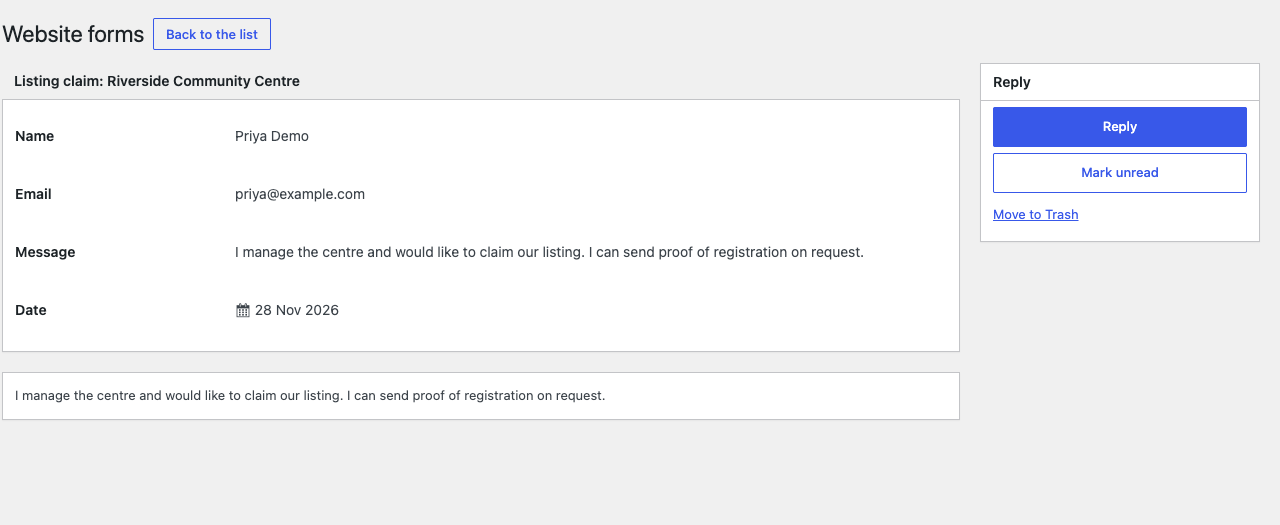 Website forms
Back to the list
Listing claim: Riverside Community Centre
Name
Priya Demo
Email
priya@example.com
Message
I manage the centre and would like to claim our listing. I can send proof of registration on request.
Date
28 Nov 2026
I manage the centre and would like to claim our listing. I can send proof of registration on request.
Reply
Reply
Mark unread
Move to Trash